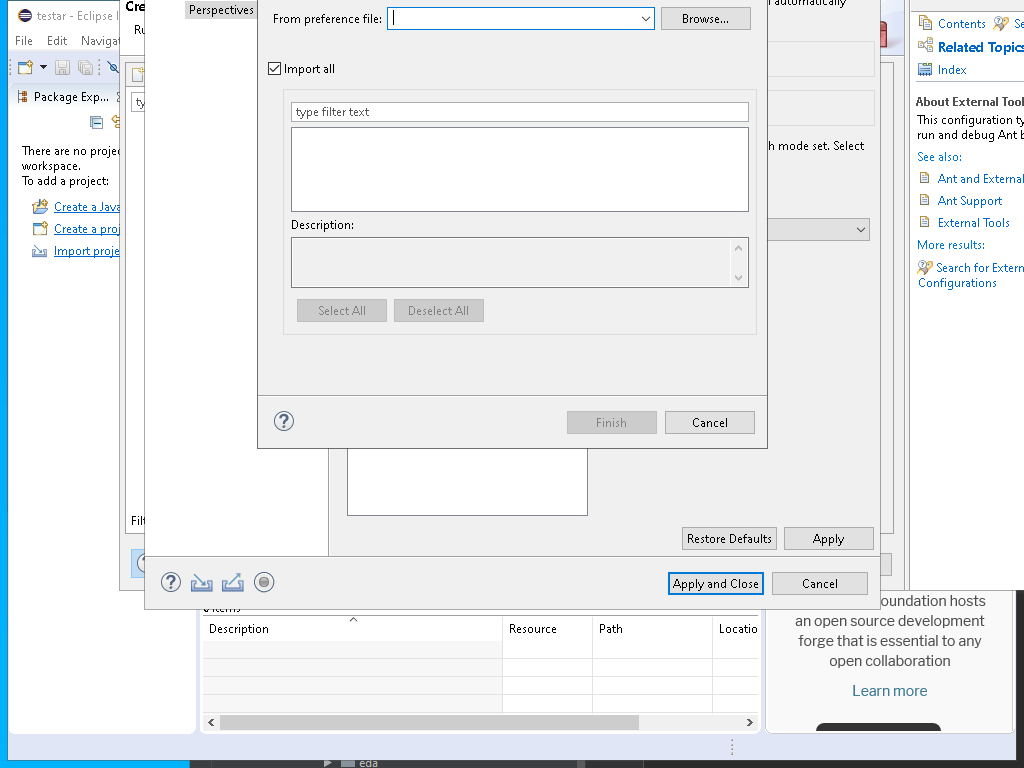 testar - Eclipse I
File Edit Navigat
Package Exp...
There are no proje
workspace.
To add a project:
Create a Java
Create a proj
Import proje
Cre
Ru
ty
Filt
Perspectives
From preference file:
Browse...
Import all
type filter text
Description:
Select All
Deselect All
Finish
Cancel
automatically
h mode set. Select
Restore Defaults
Apply
Apply and Close
Cancel
Contents
Se
Related Topics
Index
About External Tool
This configuration ty
run and debug Ant b
See also:
Ant and External
Ant Support
External Tools
More results:
Search for Extern
Configurations
Description
Resource
Path
Locatio
oundation hosts
an open source development
forge that is essential to any
open collaboration
Learn more
eda